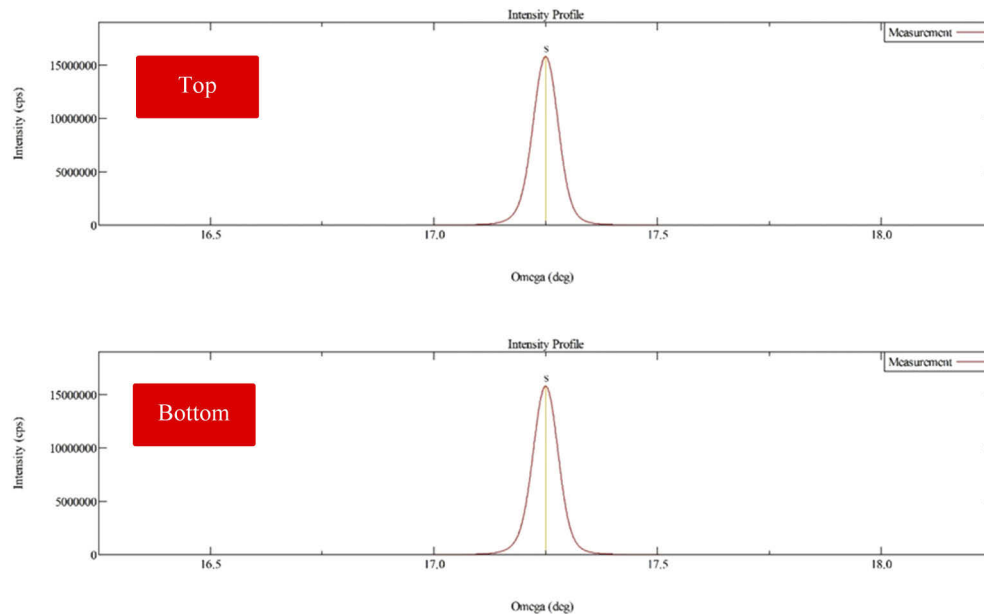 Intensity Profile
Measurement
S
Top
Intensity (cps)
15000000
10000000
5000000
0
16.5 17.0 17.5 18.0
Omega (deg)
Intensity Profile
Measurement
S
Bottom
Intensity (cps)
15000000
10000000
5000000
0
16.5 17.0 17.5 18.0
Omega (deg)